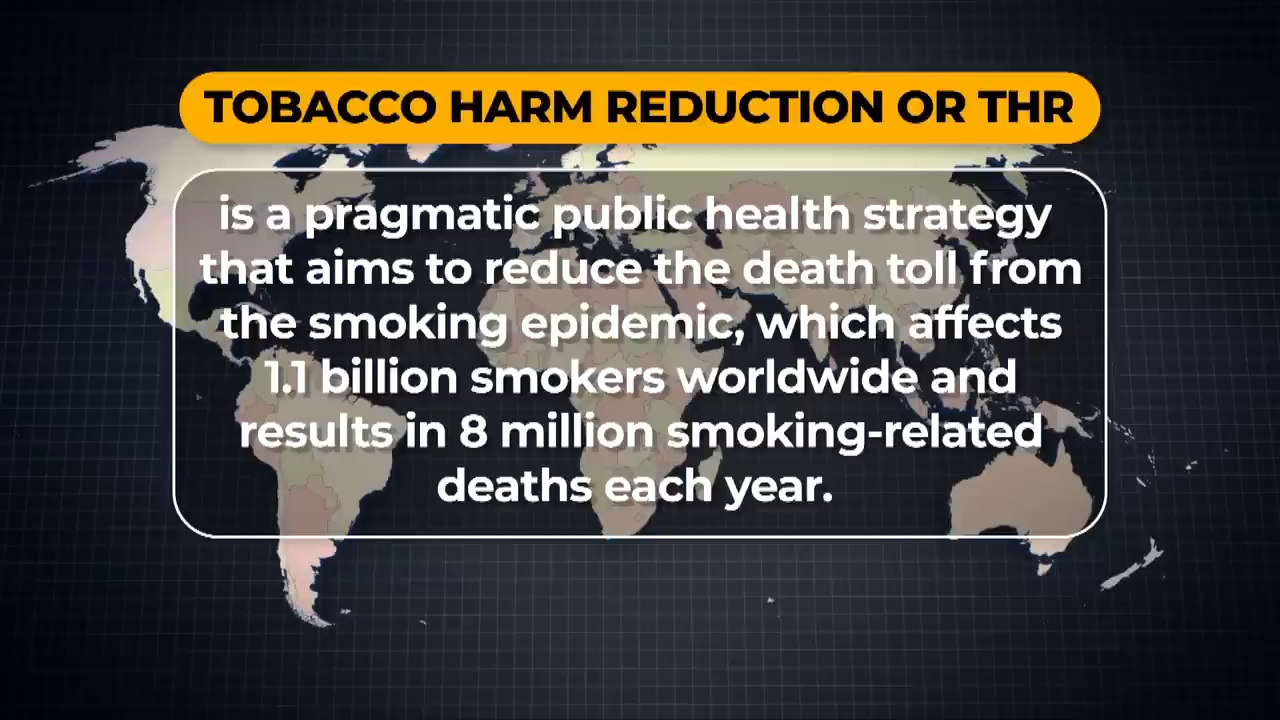 TOBACCO HARM REDUCTION OR THR
is a pragmatic public health strategy
that aims to reduce the death toll from
the smoking epidemic, which affects
1.1 billion smokers worldwide and
results in 8 million smoking-related
deaths each year.